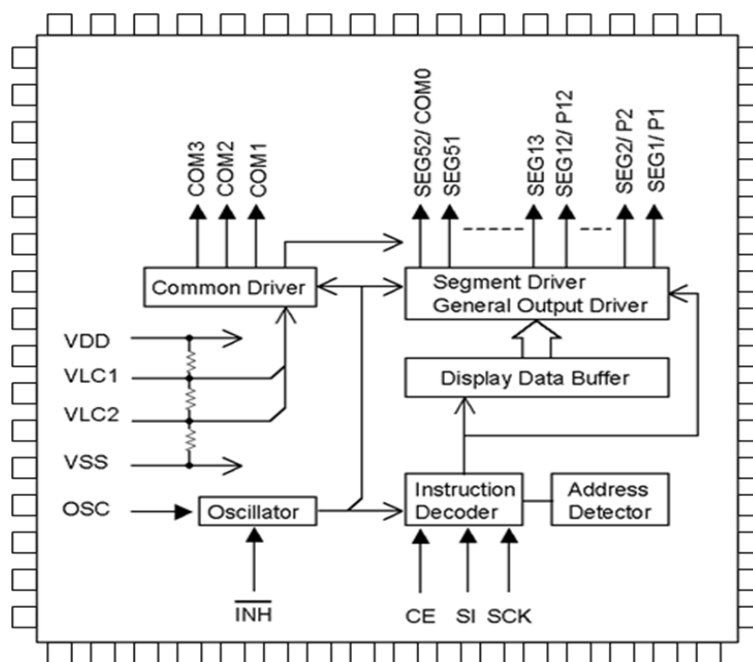 COM3
COM2
COM1
SEG52/ COM0
SEG51
SEG13
SEG12/ P12
SEG2/ P2
SEG1/ P1
Common Driver
Segment Driver
General Output Driver
VDD
VLC1
VLC2
VSS
OSC
Display Data Buffer
Oscillator
Instruction
Decoder
Address
Detector
INH
CE
SI
SCK